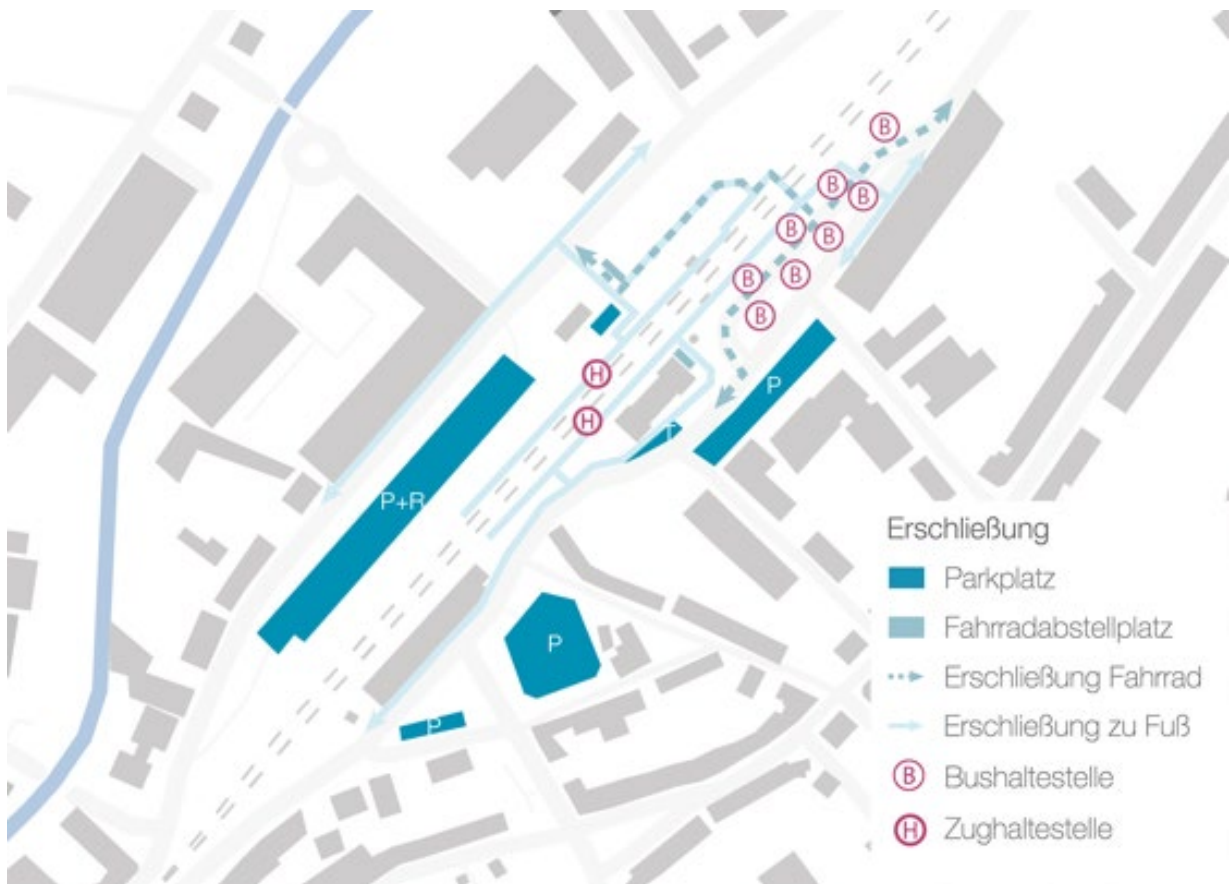 B
B
B
B
B
B
B
B
H
P
H
T
P+R
P
P
Erschließung
Parkplatz
Fahrradabstellplatz
Erschließung Fahrrad
Erschließung zu Fuß
B Bushaltestelle
H Zughaltestelle